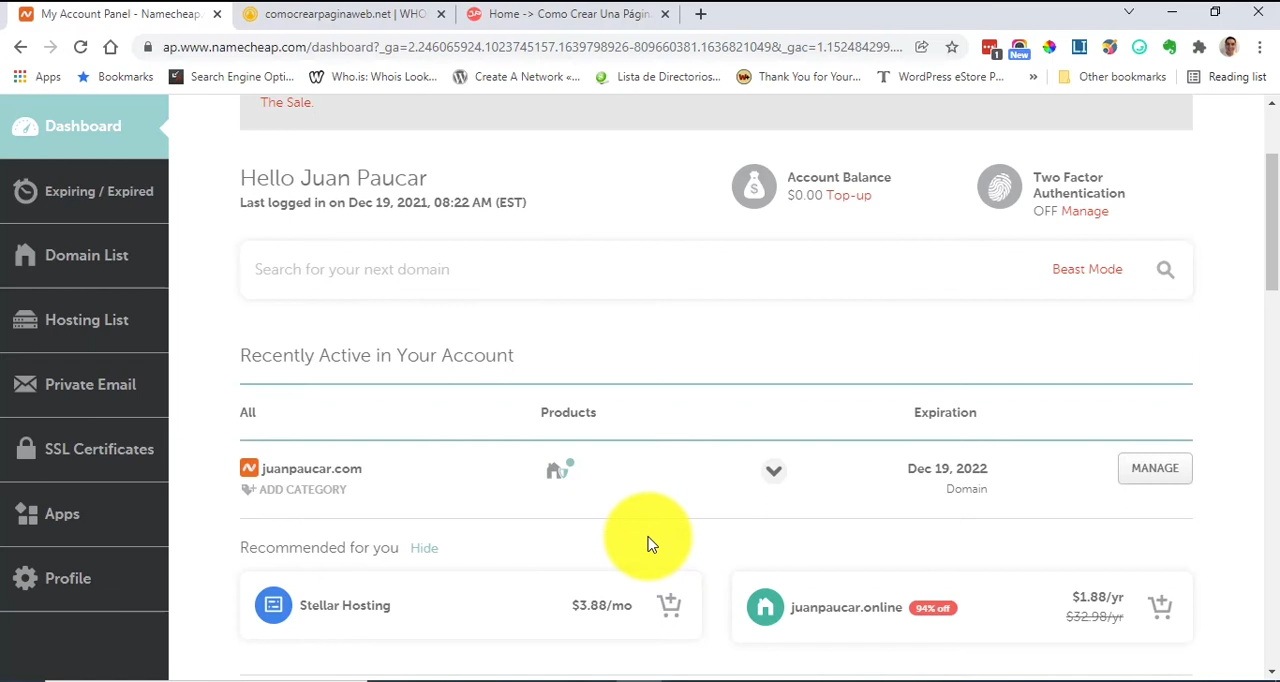 My Account Panel - Namecheap.
comocrearpaginaweb.net | WHO
Home -> Como Crear Una Págin
ap.www.namecheap.com/dashboard?_ga=2.246065924.1023745157.1639798926-809660381.1636821049&_gac=1.152484299....
1
New
Apps
Bookmarks
Search Engine Opti...
Who.is: Whois Look...
Create A Network «...
Lista de Directorios...
Thank You for Your...
WordPress eStore P...
»
Other bookmarks
Reading list
The Sale.
Dashboard
Expiring / Expired
Domain List
Hosting List
Private Email
SSL Certificates
Apps
Profile
Hello Juan Paucar
Last logged in on Dec 19, 2021, 08:22 AM (EST)
Account Balance
$0.00 Top-up
Two Factor
Authentication
OFF Manage
Search for your next domain
Beast Mode
Recently Active in Your Account
All Products Expiration
juanpaucar.com
ADD CATEGORY
Dec 19, 2022
Domain
MANAGE
Recommended for you Hide
Stellar Hosting $3.88/mo
juanpaucar.online 94% off
$1.88/yr
$32.98/yr